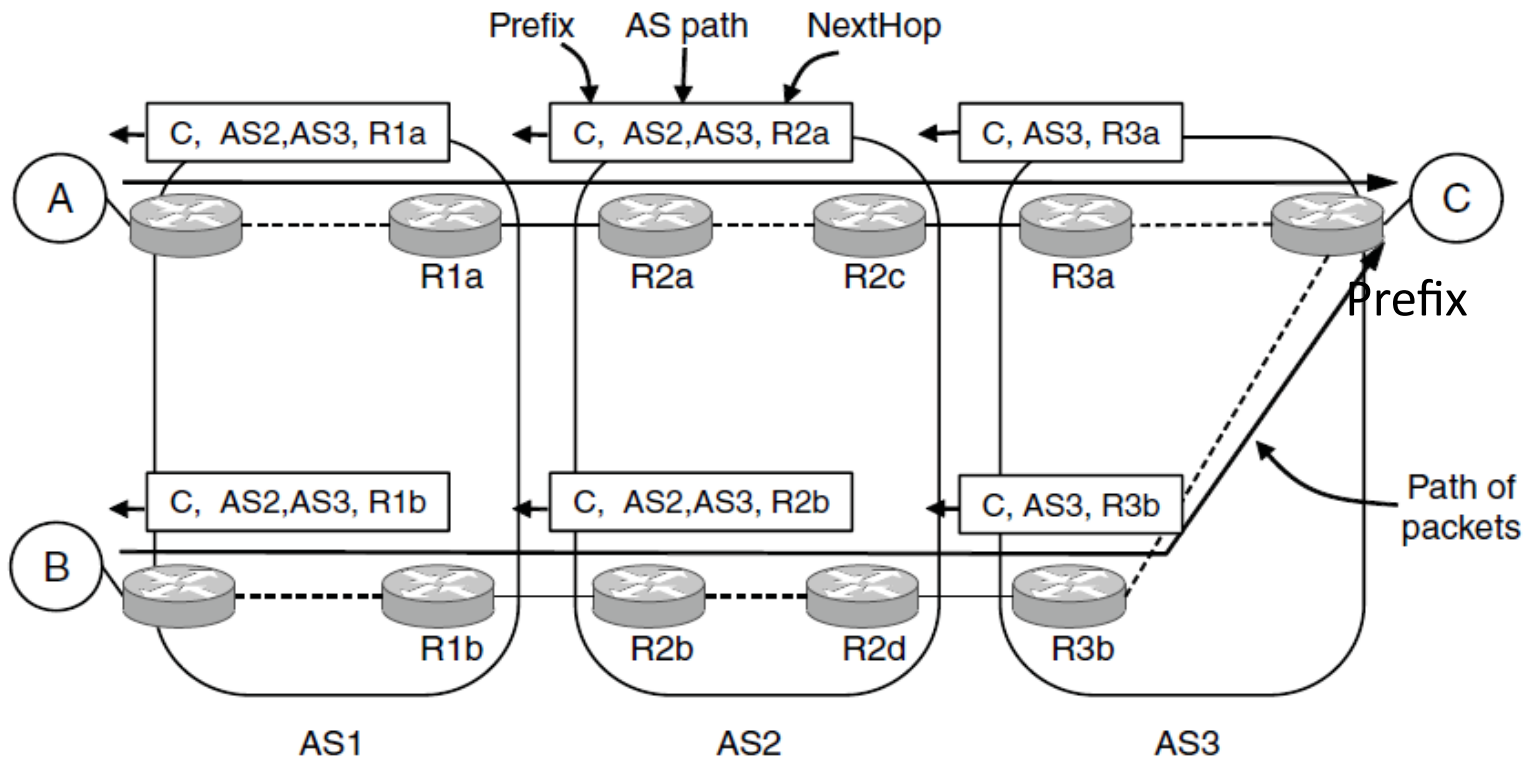 Prefix AS path NextHop
C, AS2,AS3, R1a
C, AS2,AS3, R2a
C, AS3, R3a
A
C
R1a
R2a
R2c
R3a
Prefix
C, AS2,AS3, R1b
C, AS2,AS3, R2b
C, AS3, R3b
Path of
packets
B
R1b
R2b
R2d
R3b
AS1
AS2
AS3